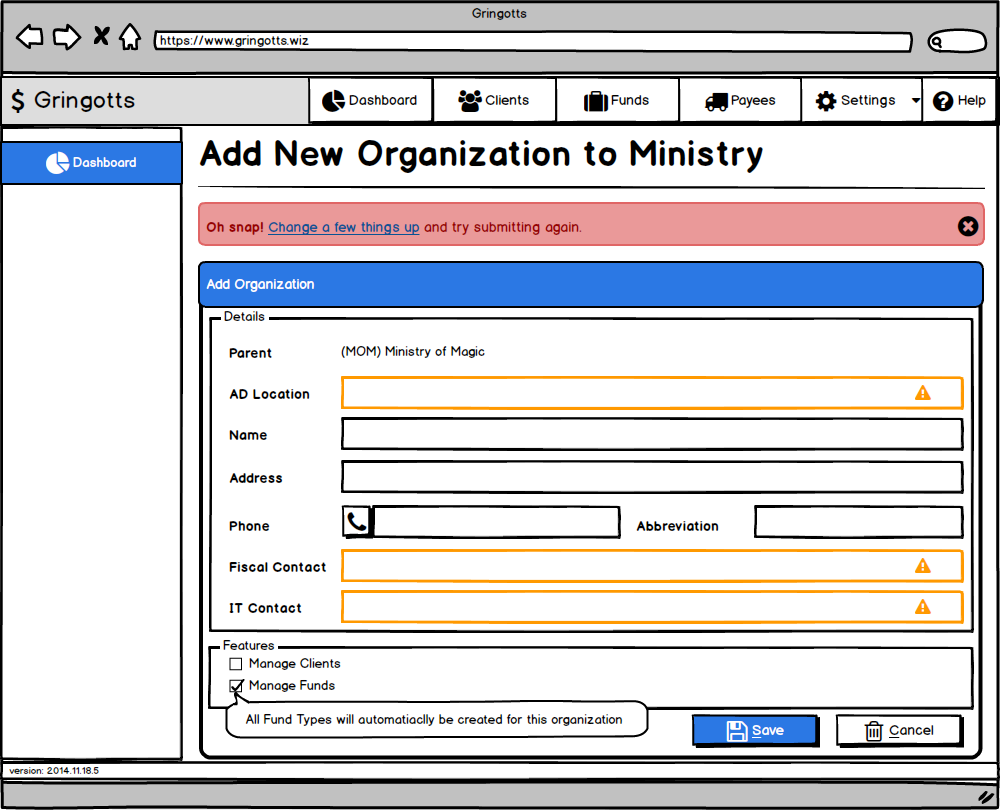 Gringotts
https://www.gringotts.wiz
$ Gringotts
Dashboard
Clients
Funds
Payees
Settings
Help
Dashboard
Add New Organization to Ministry
Oh snap! Change a few things up and try submitting again.
Add Organization
Details
Parent
(MOM) Ministry of Magic
AD Location
Name
Address
Phone
Abbreviation
Fiscal Contact
IT Contact
Features
Manage Clients
Manage Funds
All Fund Types will automatiaclly be created for this organization
Save
Cancel
version: 2014.11.18.5